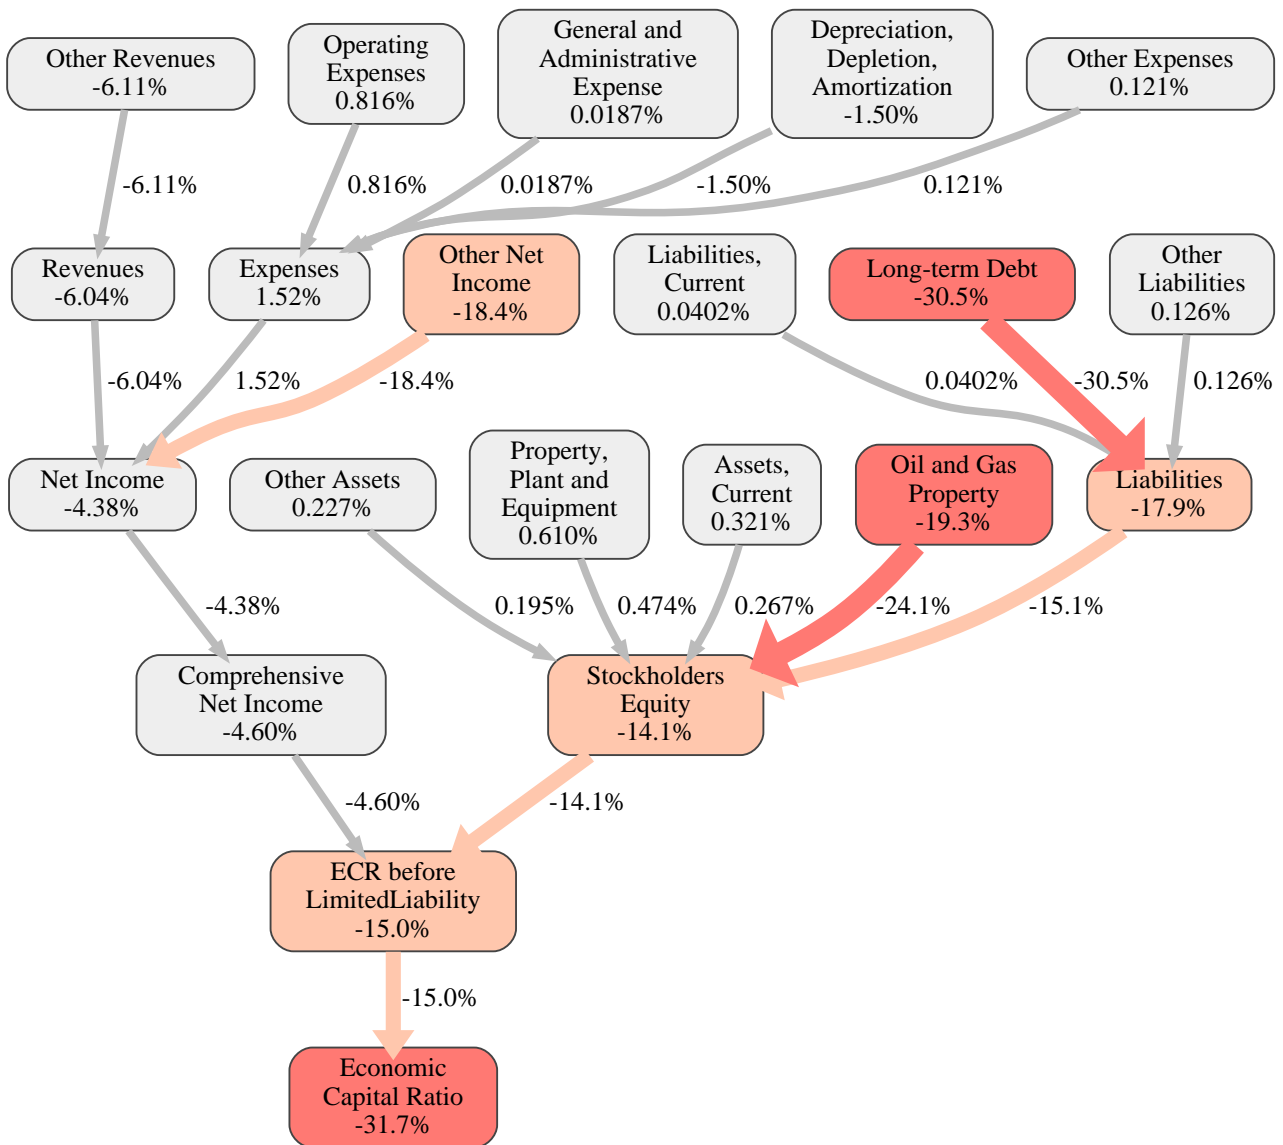 Other Revenues
-6.11%
Operating
Expenses
0.816%
General and
Administrative
Expense
0.0187%
Depreciation,
Depletion,
Amortization
-1.50%
Other Expenses
0.121%
-6.11%
0.816%
0.0187%
-1.50%
0.121%
Revenues
-6.04%
Expenses
1.52%
Other Net
Income
-18.4%
Liabilities,
Current
0.0402%
Long-term Debt
-30.5%
Other
Liabilities
0.126%
-6.04%
1.52%
-18.4%
0.0402%
-30.5%
0.126%
Net Income
-4.38%
Other Assets
0.227%
Property,
Plant and
Equipment
0.610%
Assets,
Current
0.321%
Oil and Gas
Property
-19.3%
Liabilities
-17.9%
-4.38%
0.195%
0.474%
0.267%
-24.1%
-15.1%
Comprehensive
Net Income
-4.60%
Stockholders
Equity
-14.1%
-4.60%
-14.1%
ECR before
LimitedLiability
-15.0%
-15.0%
Economic
Capital Ratio
-31.7%